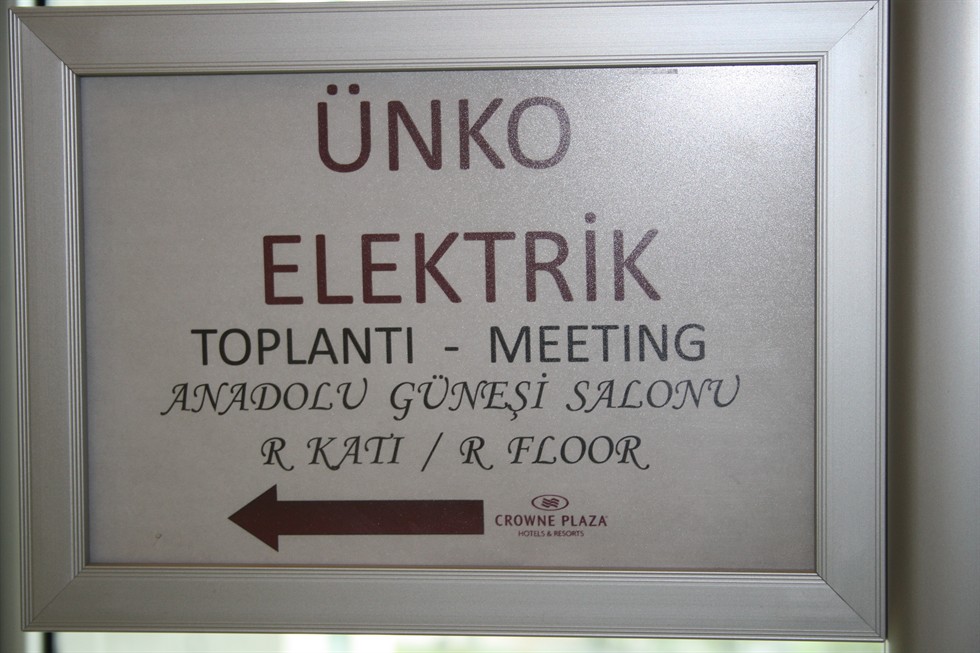 ÜNKO
ELEKTRİK
TOPLANTI - MEETING
ANADOLU GÜNEŞİ SALONU
R KATI / R FLOOR
CROWNE PLAZA
HOTELS & RESORTS